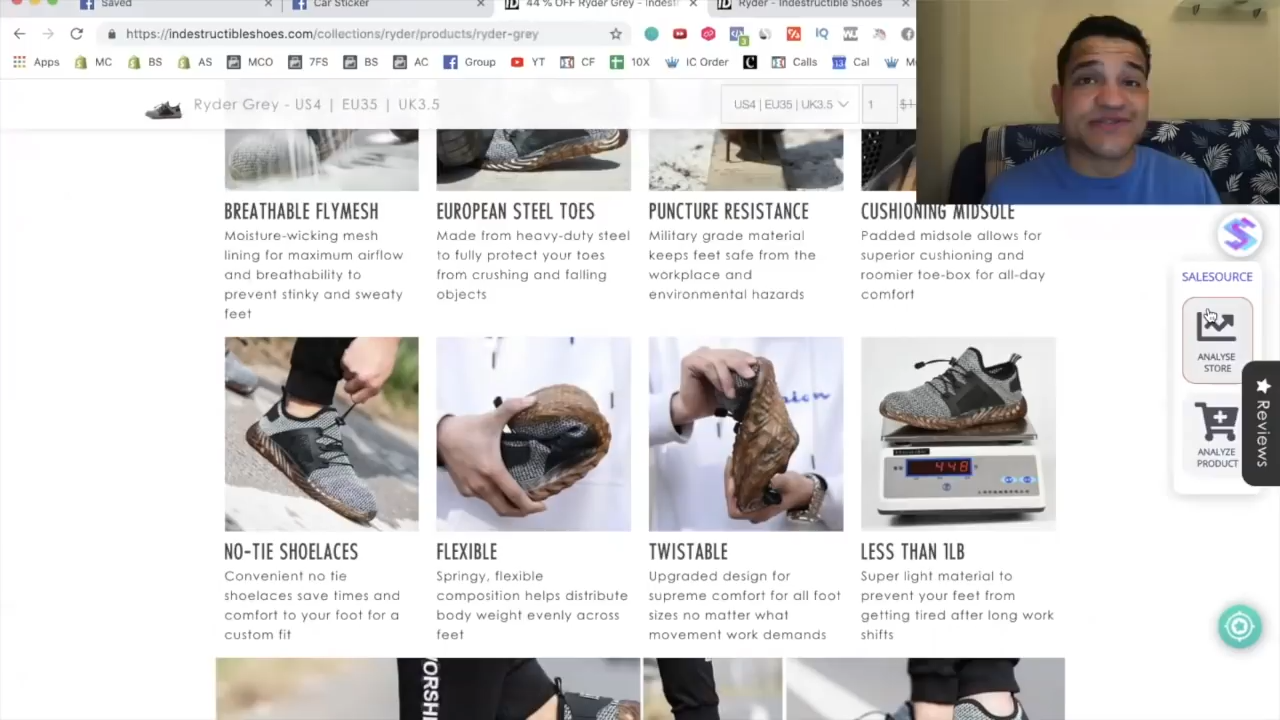 Saved
Car Sticker
44 % OFF Ryder Grey - Indest
Ryder - Indestructible Shoes
https://indestructibleshoes.com/collections/ryder/products/ryder-grey
Apps MC BS AS MCO 7FS BS AC Group YT CF 10X IC Order Calls Cal
Ryder Grey - US4 | EU35 | UK3.5
US4 | EU35 | UK3.5
1
BREATHABLE FLYMESH
Moisture-wicking mesh
lining for maximum airflow
and breathability to
prevent stinky and sweaty
feet
EUROPEAN STEEL TOES
Made from heavy-duty steel
to fully protect your toes
from crushing and falling
objects
PUNCTURE RESISTANCE
Military grade material
keeps feet safe from the
workplace and
environmental hazards
CUSHIONING MIDSOLE
Padded midsole allows for
superior cushioning and
roomier toe-box for all-day
comfort
SALESOURCE
ANALYSE
STORE
ANALYZE
PRODUCT
Reviews
448
NO-TIE SHOELACES
Convenient no tie
shoelaces save times and
comfort to your foot for a
custom fit
FLEXIBLE
Springy, flexible
composition helps distribute
body weight evenly across
feet
TWISTABLE
Upgraded design for
supreme comfort for all foot
sizes no matter what
movement work demands
LESS THAN 1LB
Super light material to
prevent your feet from
getting tired after long work
shifts
WORSHI